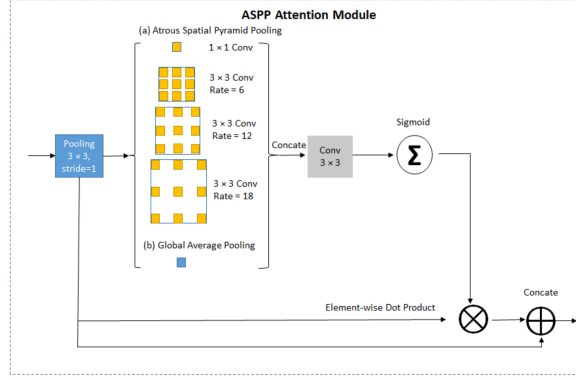 ASPP Attention Module
(a) Atrous Spatial Pyramid Pooling
1 × 1 Conv
3 × 3 Conv
Rate = 6
3 × 3 Conv
Rate = 12
3 × 3 Conv
Rate = 18
(b) Global Average Pooling
Pooling
3 × 3,
stride=1
Concate
Conv
3 × 3
Sigmoid
Σ
Element-wise Dot Product
Concate